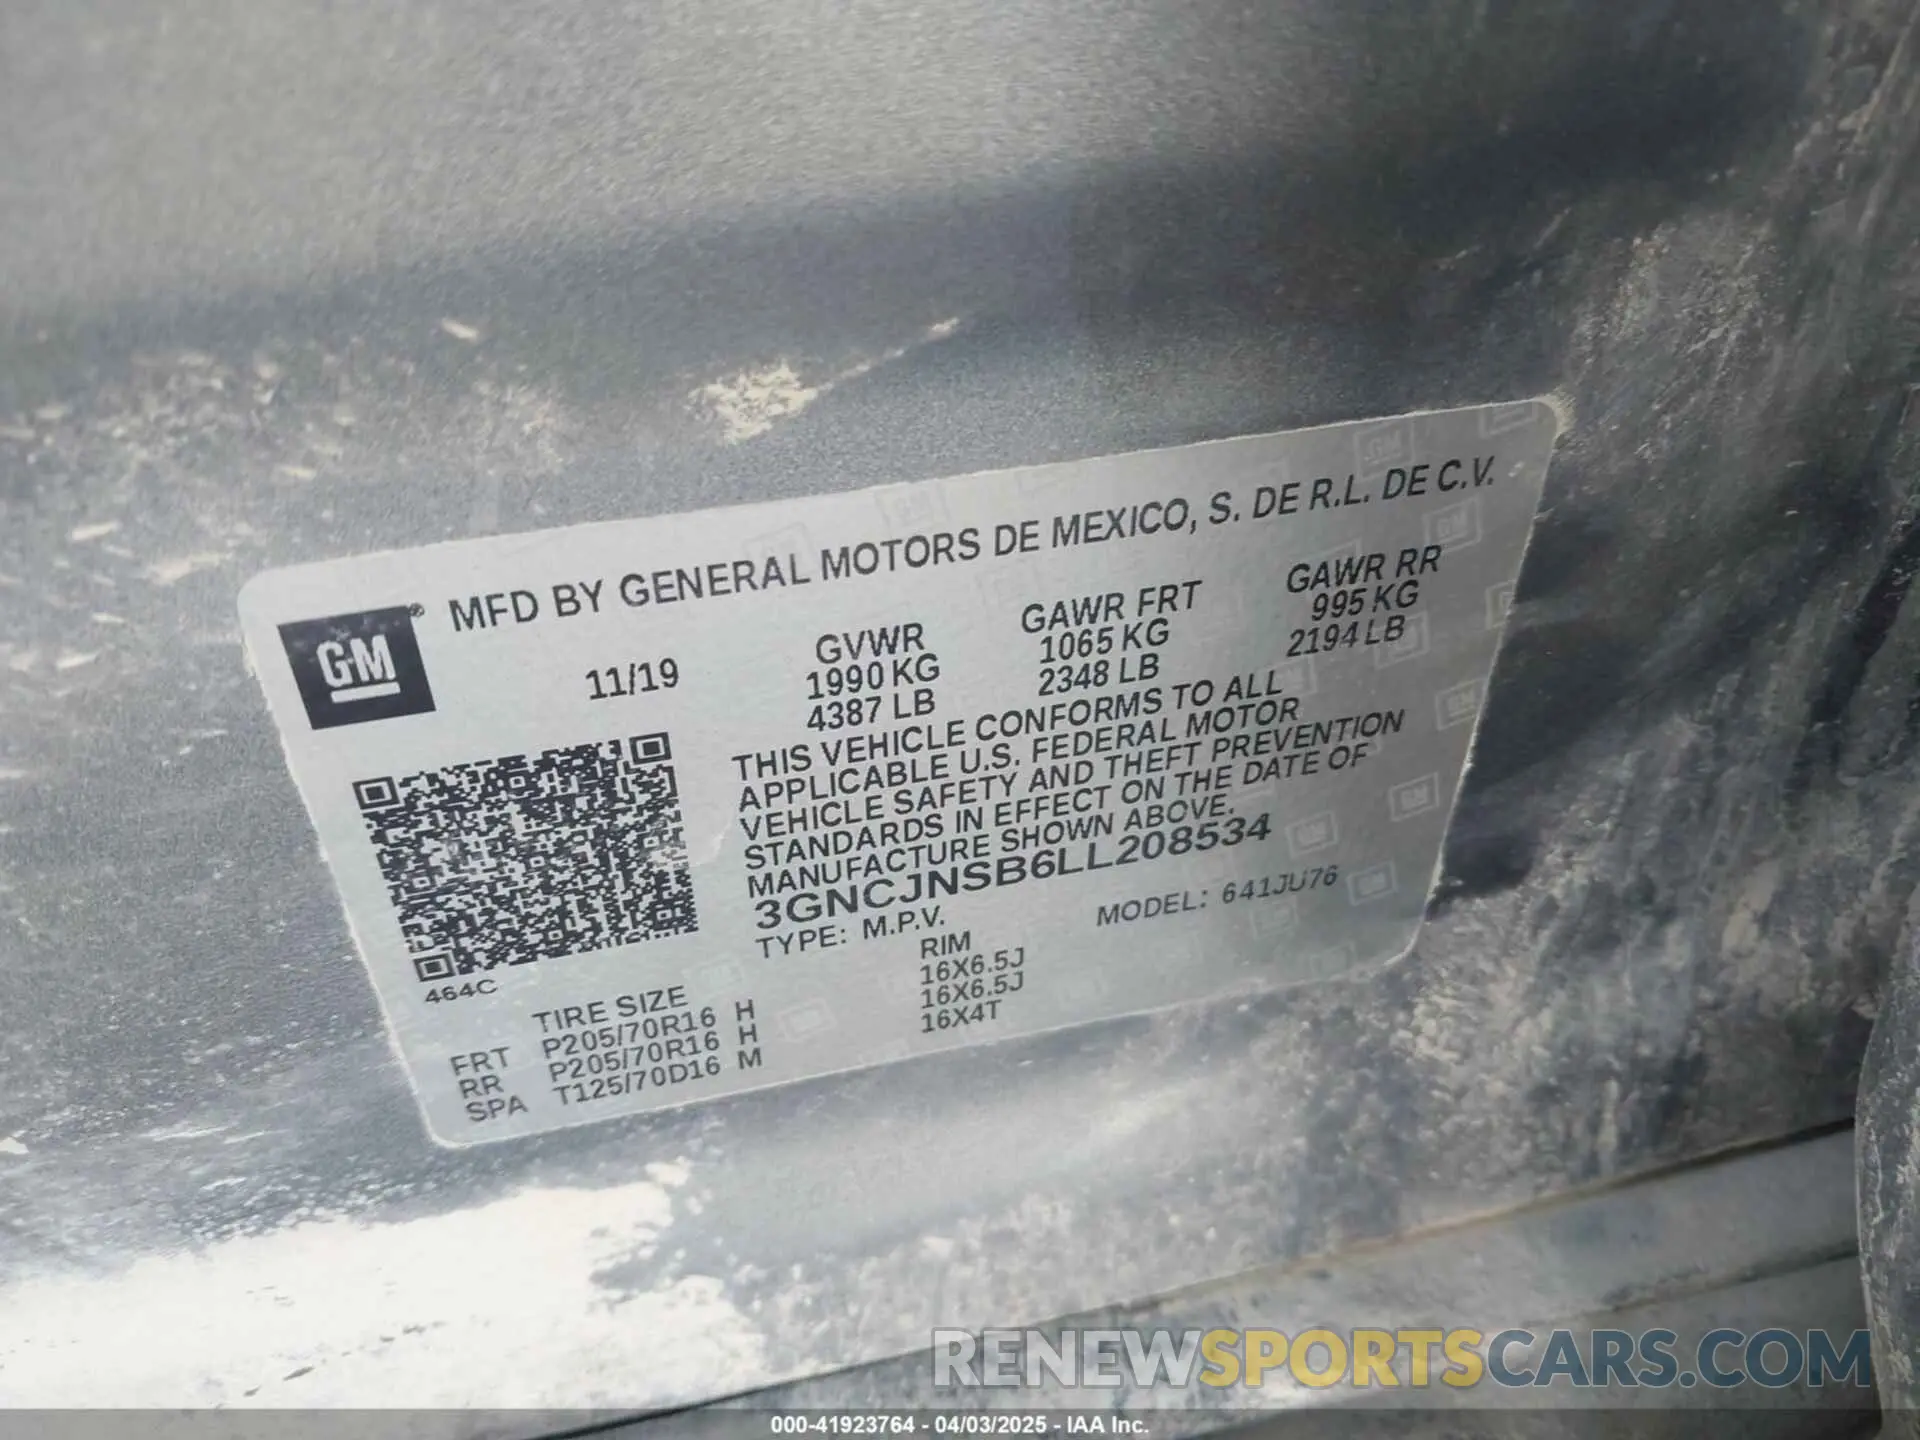 MFD BY GENERAL MOTORS DE MEXICO, S. DE R.L. DE C.V.
GM®
11/19
GVWR GAWR FRT GAWR RR
1990 KG 1065 KG 995 KG
4387 LB 2348 LB 2194 LB
THIS VEHICLE CONFORMS TO ALL
APPLICABLE U.S. FEDERAL MOTOR
VEHICLE SAFETY AND THEFT PREVENTION
STANDARDS IN EFFECT ON THE DATE OF
MANUFACTURE SHOWN ABOVE.
3GNCJNSB6LL208534
TYPE: M.P.V. MODEL: 641JU76
464C
TIRE SIZE RIM
FRT P205/70R16 H 16X6.5J
RR P205/70R16 H 16X6.5J
SPA T125/70D16 M 16X4T
RENEWSPORTSCARS.COM
000-41923764 - 04/03/2025 - IAA Inc.